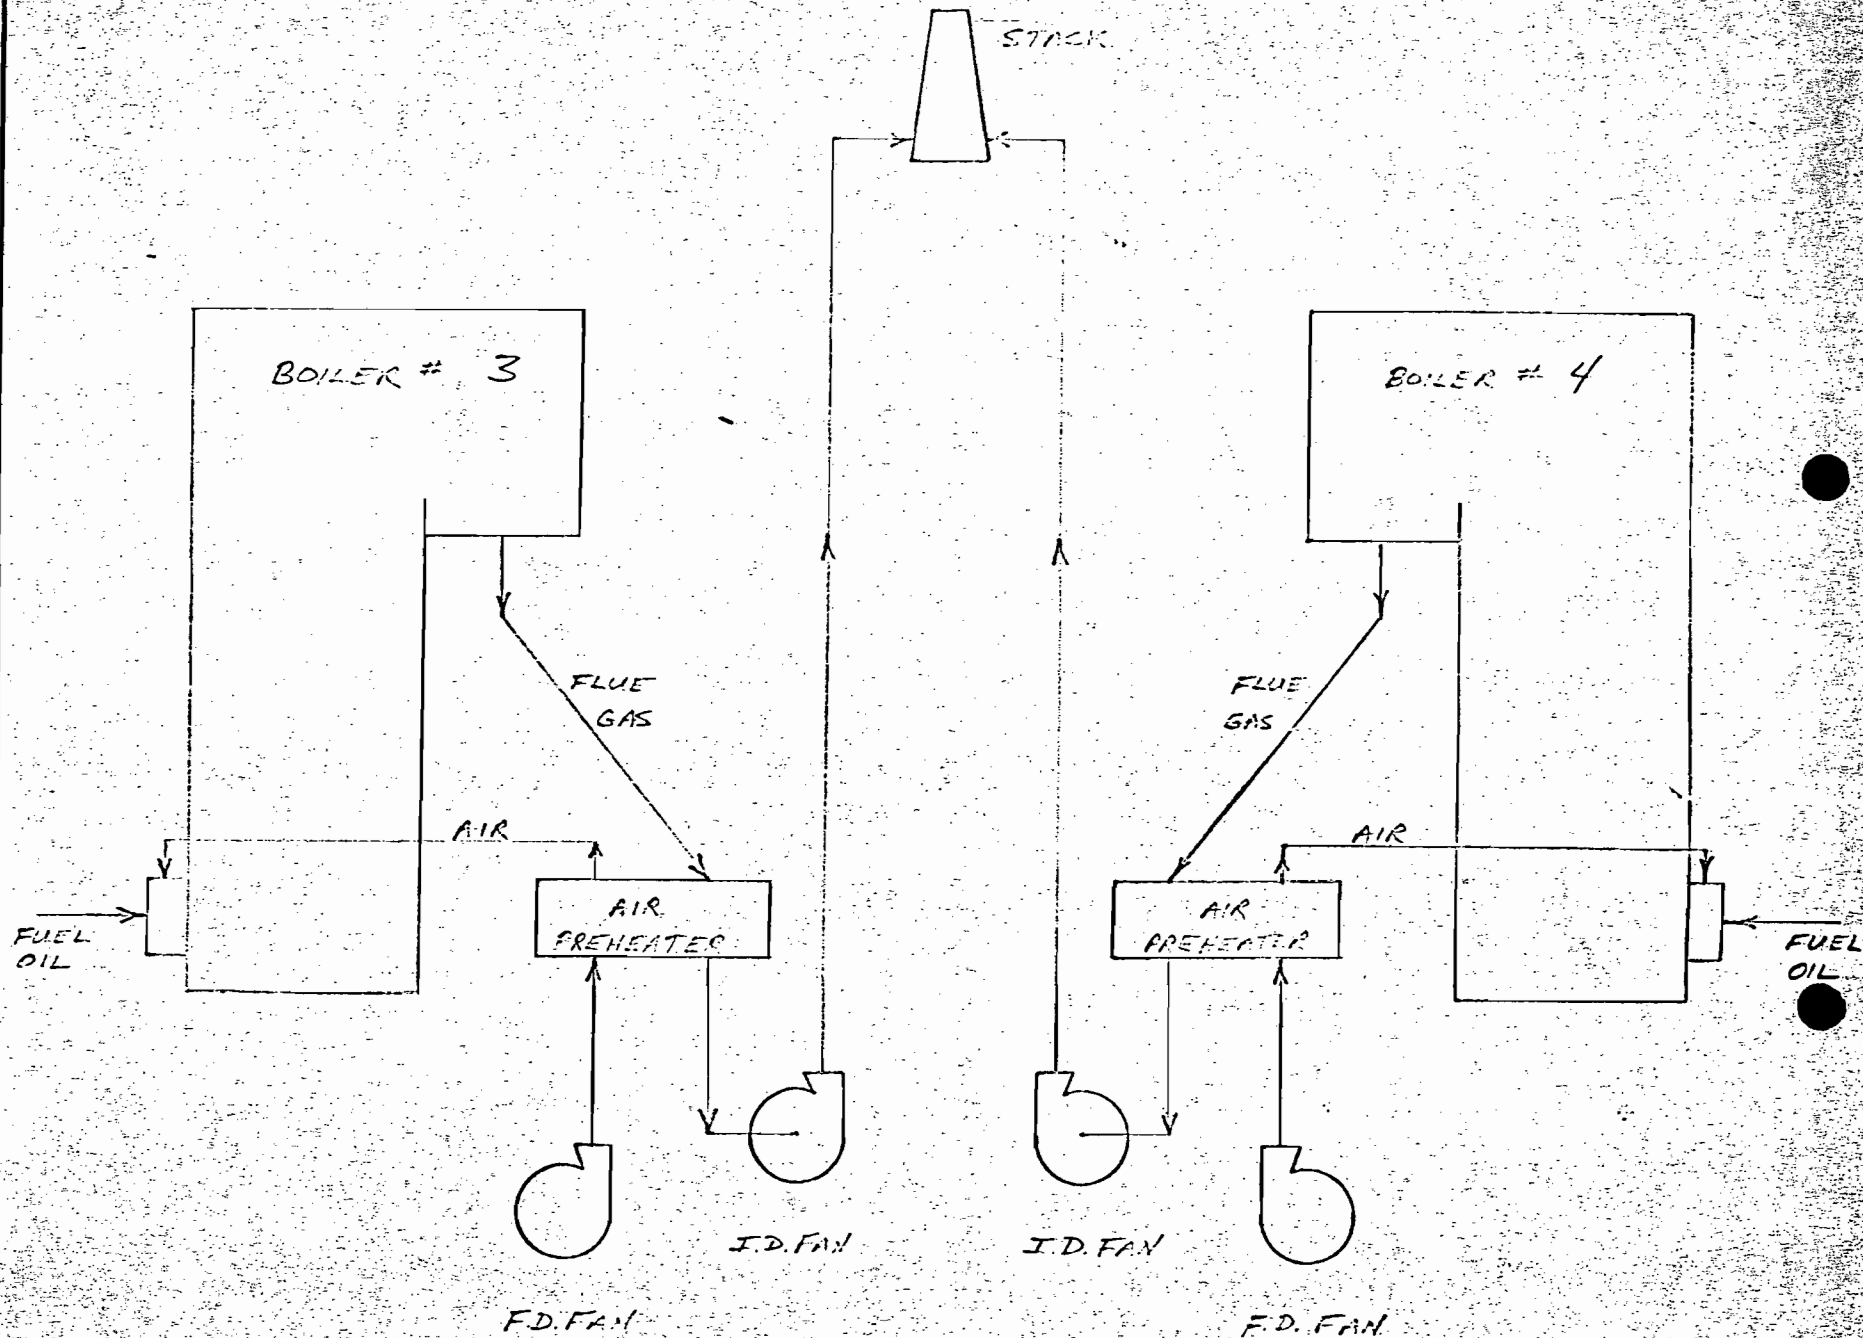 STACK
BOILER # 3
BOILER # 4
FLUE
GAS
FLUE
GAS
AIR
AIR
AIR
PREHEATER
AIR
PREHEATER
FUEL
OIL
FUEL
OIL
I.D. FAN
I.D. FAN
F.D. FAN
F.D. FAN